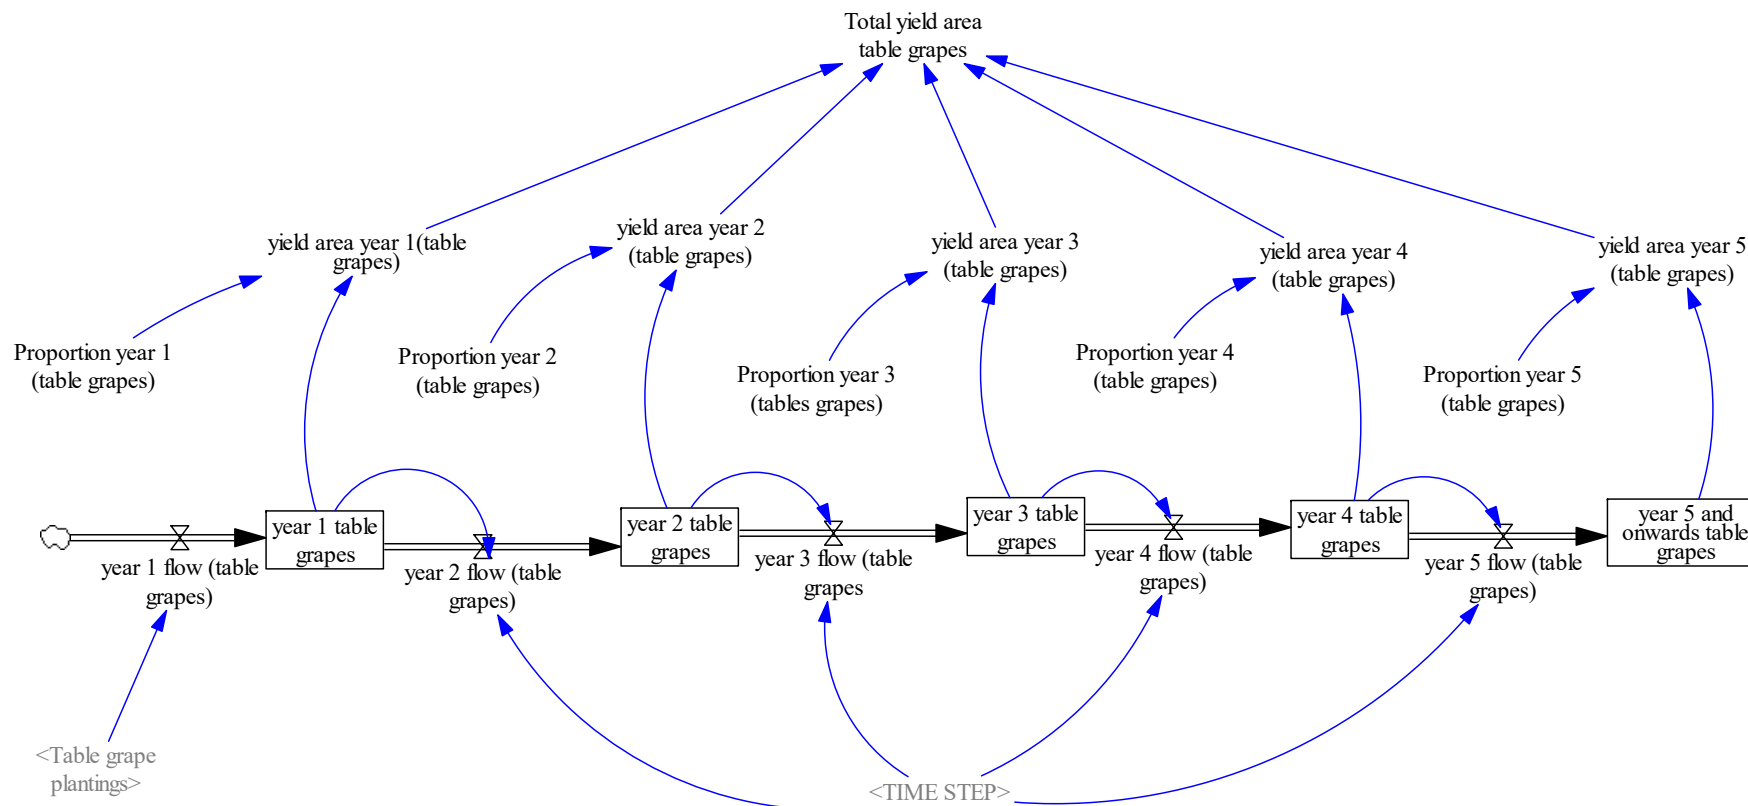 Total yield area
table grapes
yield area year 1(table
grapes)
yield area year 2
(table grapes)
yield area year 3
(table grapes)
yield area year 4
(table grapes)
yield area year 5
(table grapes)
Proportion year 1
(table grapes)
Proportion year 2
(table grapes)
Proportion year 3
(tables grapes)
Proportion year 4
(table grapes)
Proportion year 5
(table grapes)
year 1 table
grapes
year 2 table
grapes
year 3 table
grapes
year 4 table
grapes
year 5 and
onwards table
grapes
year 1 flow (table
grapes)
year 2 flow (table
grapes)
year 3 flow (table
grapes
year 4 flow (table
grapes)
year 5 flow (table
grapes)
<Table grape
plantings>
<TIME STEP>